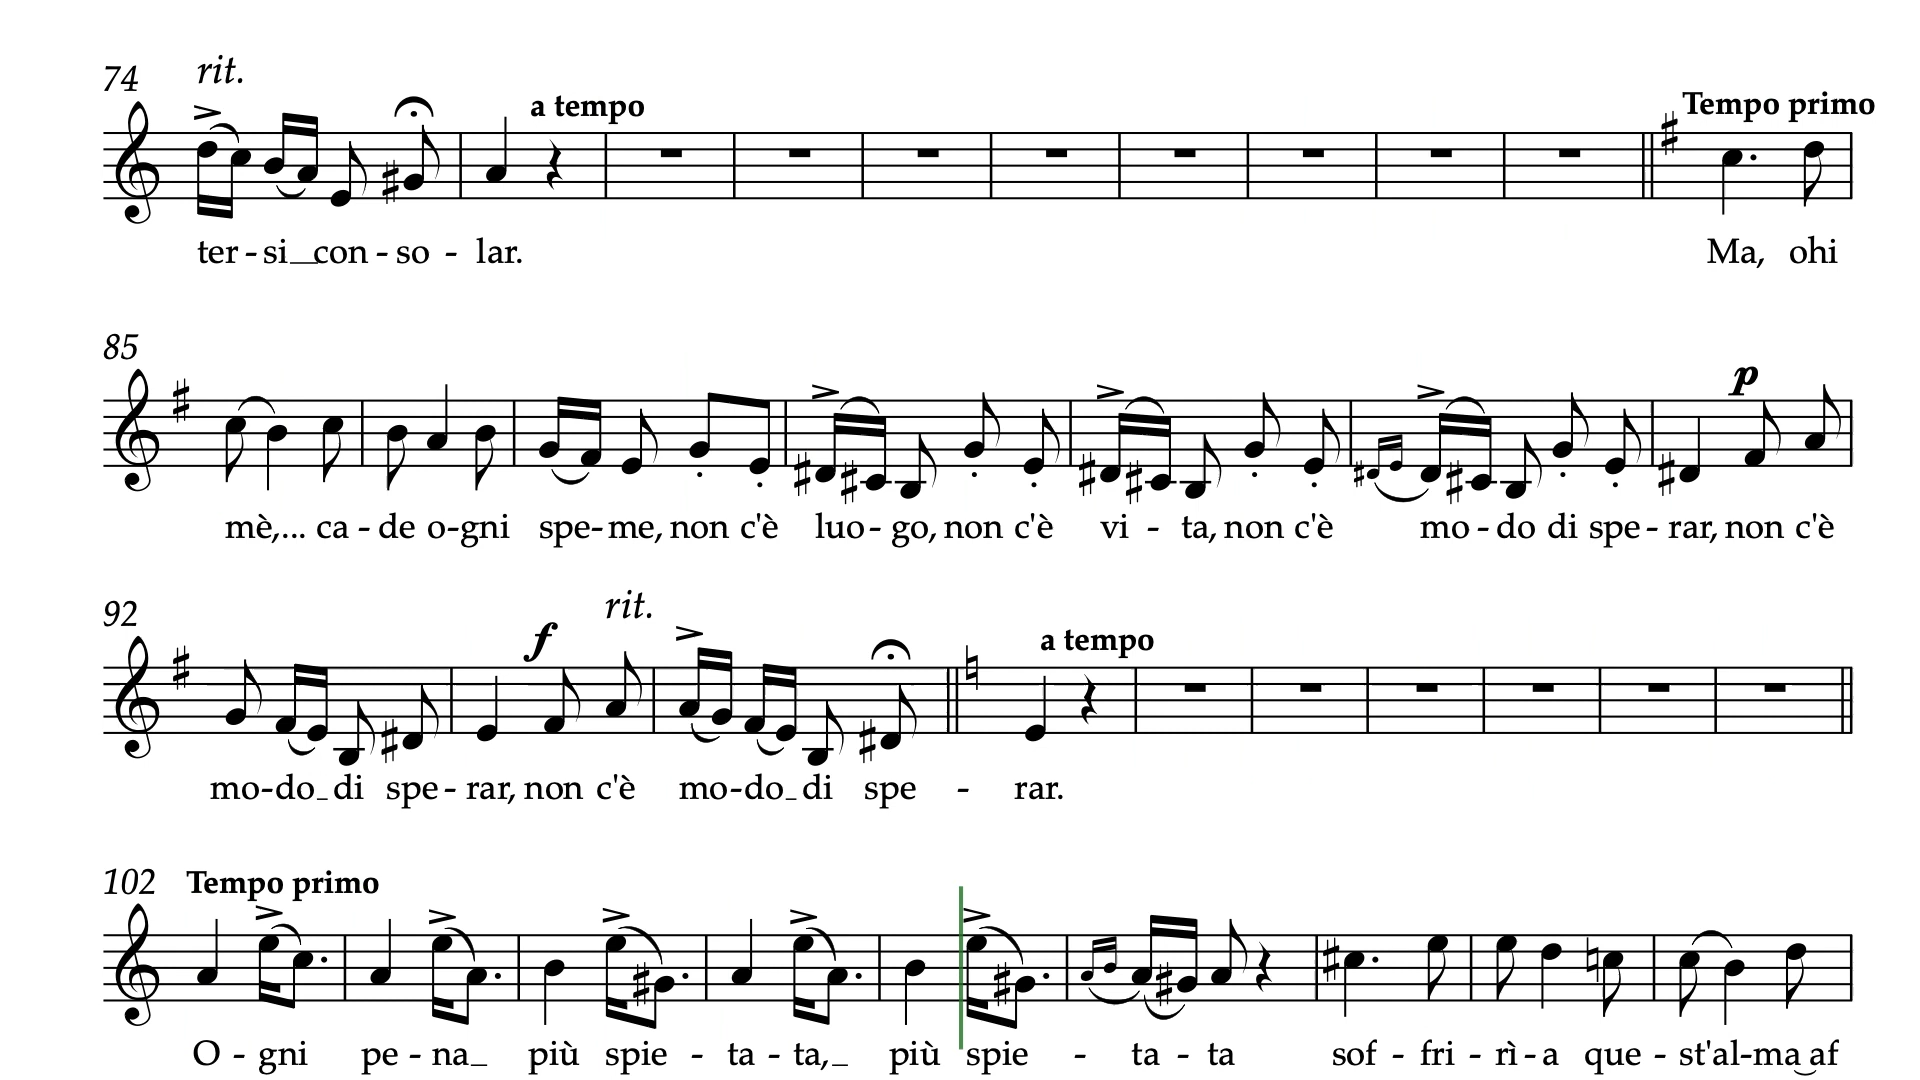 74 rit. a tempo Tempo primo
ter - si con - so - lar. Ma, ohi
85 p
mè,... ca - de o - gni spe - me, non c'è luo - go, non c'è vi - ta, non c'è mo - do di spe - rar, non c'è
92 f rit. a tempo
mo - do di spe - rar, non c'è mo - do di spe - rar.
102 Tempo primo
O - gni pe - na più spie - ta - ta, più spie - ta - ta sof - fri - rì - a que - st'al - ma af